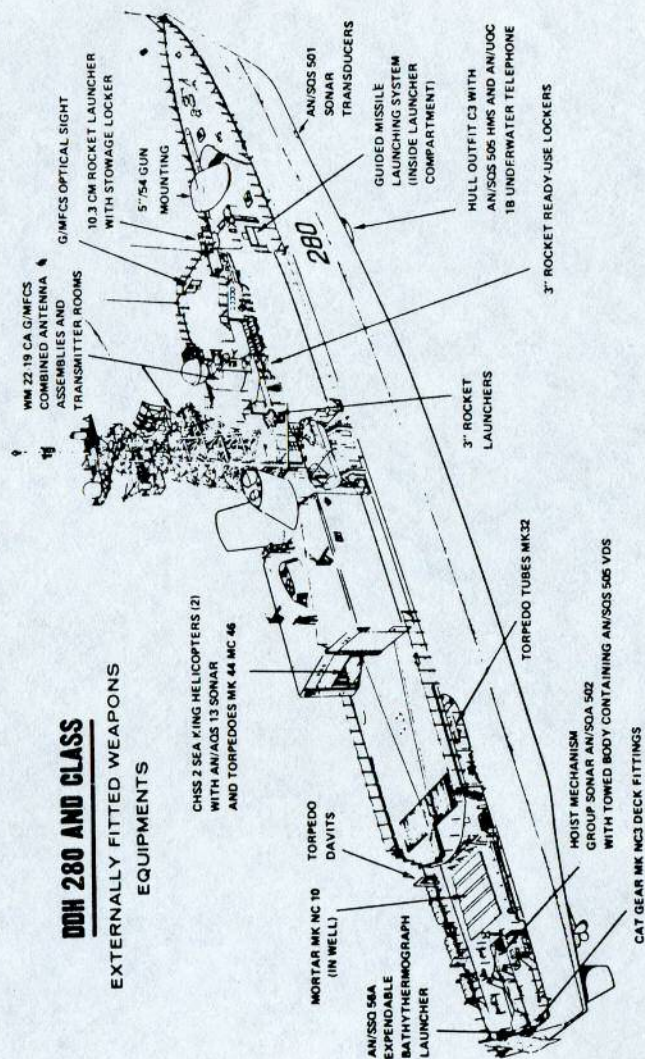 DDH 280 AND CLASS
EXTERNALLY FITTED WEAPONS
EQUIPMENTS
WM 22-19 CA G/MFCS
COMBINED ANTENNA
ASSEMBLIES AND
TRANSMITTER ROOMS
G/MFCS OPTICAL SIGHT
10.3 CM ROCKET LAUNCHER
WITH STOWAGE LOCKER
5"/54 GUN
MOUNTING
AN/SQS 501
SONAR
TRANSDUCERS
GUIDED MISSILE
LAUNCHING SYSTEM
(INSIDE LAUNCHER
COMPARTMENT)
HULL OUTFIT C3 WITH
AN/SQS 505 HMS AND AN/UQC
1B UNDERWATER TELEPHONE
3" ROCKET READY-USE LOCKERS
3" ROCKET
LAUNCHERS
280
CHSS 2 SEA KING HELICOPTERS (2)
WITH AN/AQS 13 SONAR
AND TORPEDOES MK 44 MC 46
TORPEDO TUBES MK32
TORPEDO
DAVITS
MORTAR MK NC 10
(IN WELL)
AN/SSQ 56A
EXPENDABLE
BATHYTHERMOGRAPH
LAUNCHER
HOIST MECHANISM
GROUP SONAR AN/SQA 502
WITH TOWED BODY CONTAINING AN/SQS 505 VDS
CAT GEAR MK NC3 DECK FITTINGS